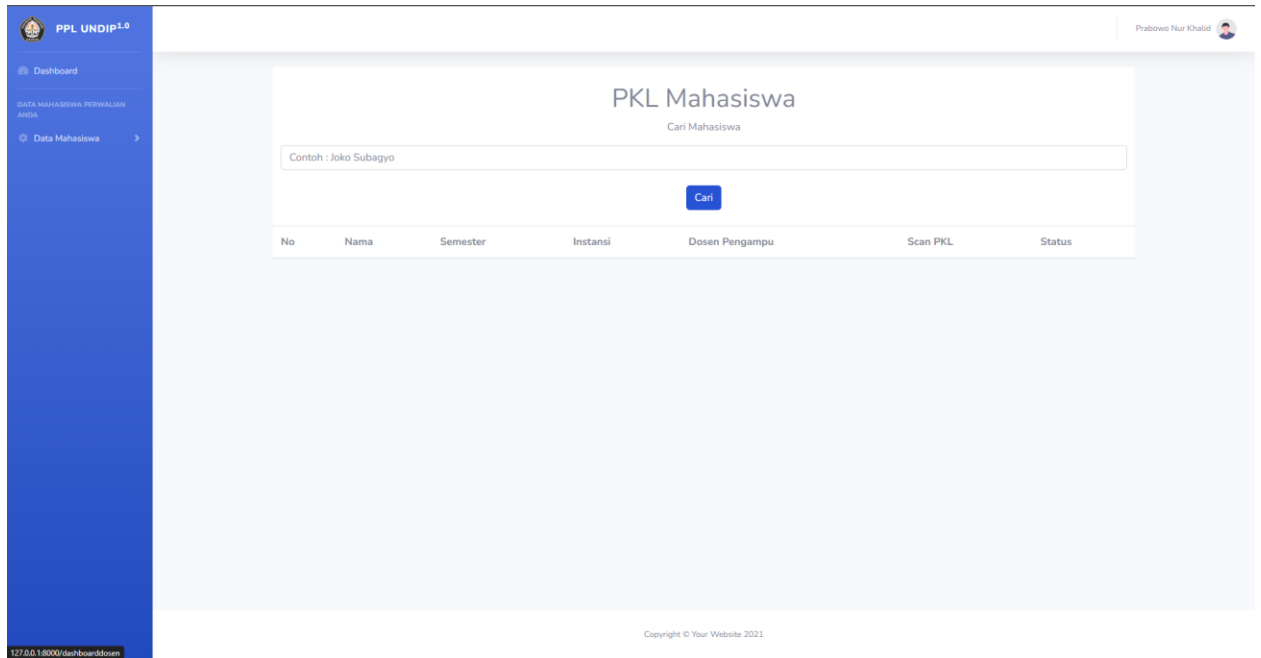 PPL UNDIP1.0
Prabowo Nur Khalid
Dashboard
DATA MAHASISWA PERWALIAN
ANDA
Data Mahasiswa
PKL Mahasiswa
Cari Mahasiswa
Contoh : Joko Subagyo
Cari
No Nama Semester Instansi Dosen Pengampu Scan PKL Status
Copyright © Your Website 2021
127.0.0.1:8000/dashboarddosen